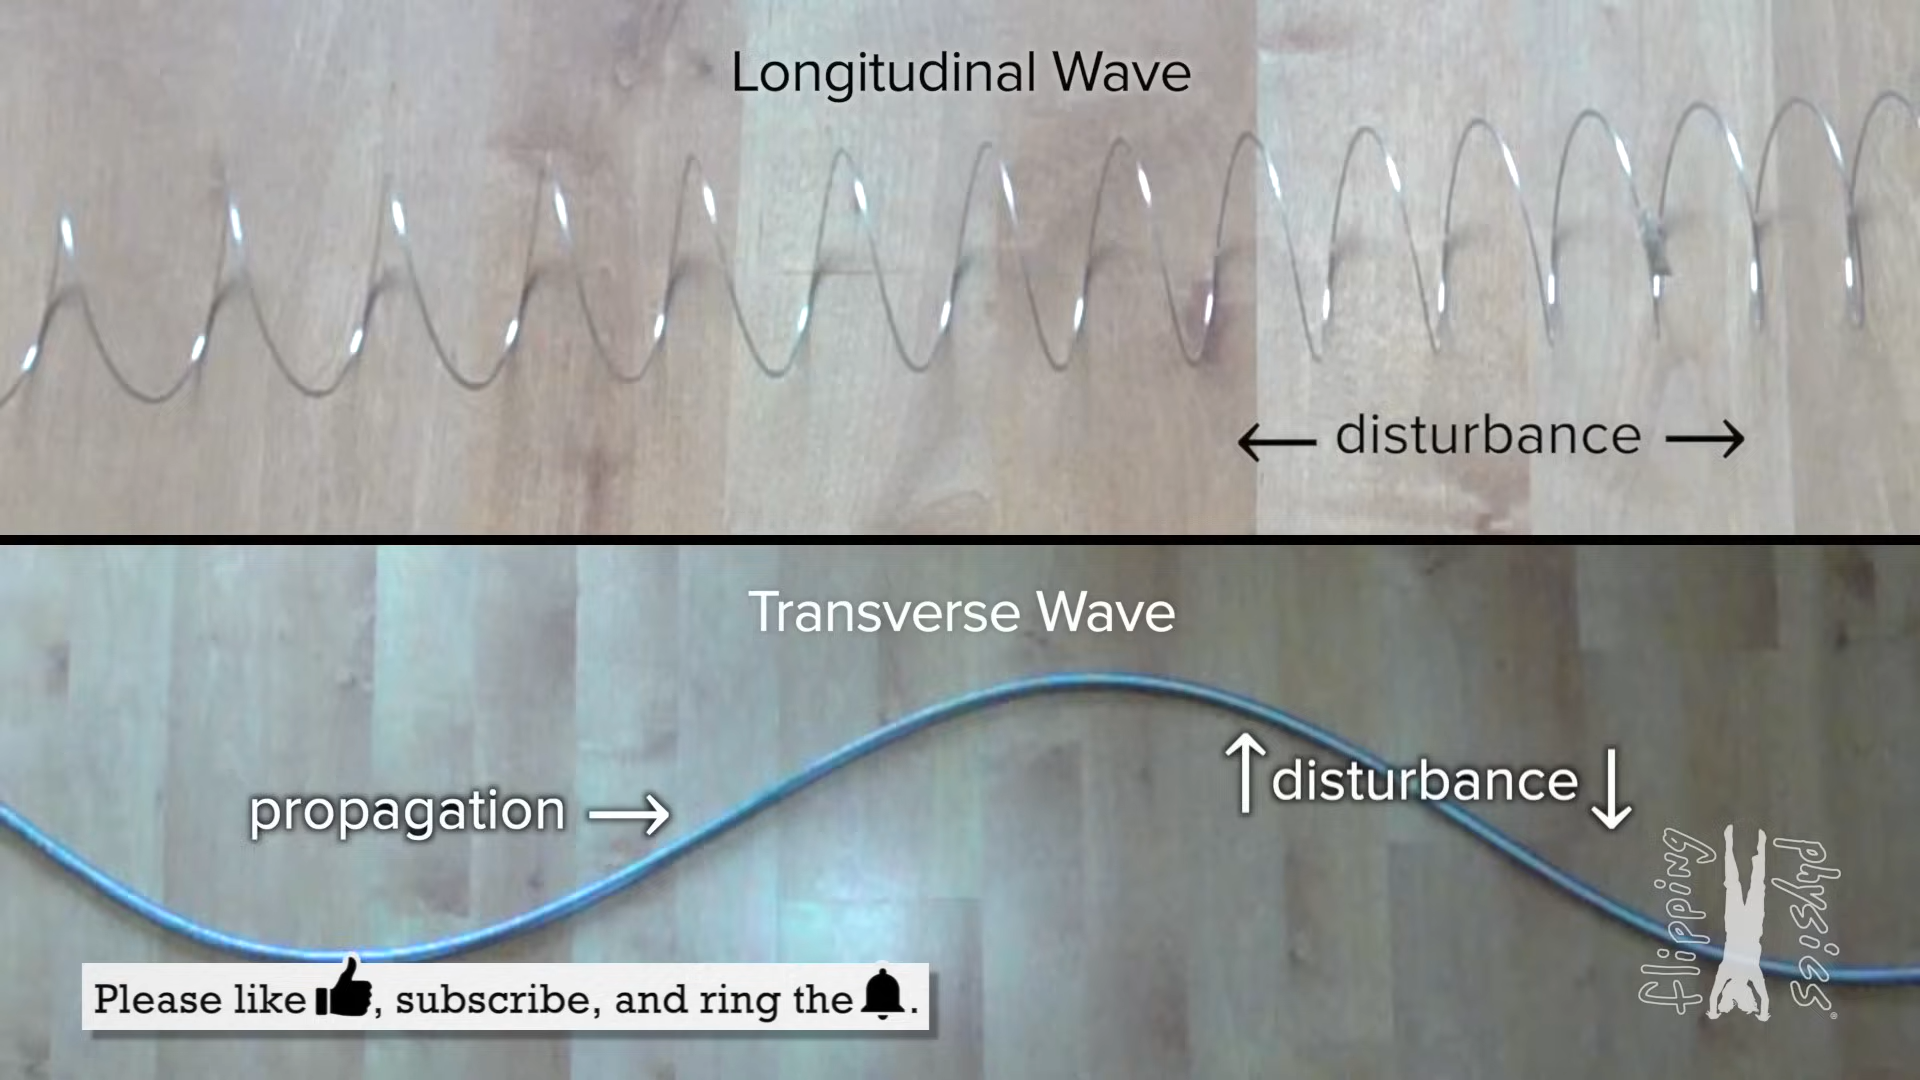 Longitudinal Wave
← disturbance →
Transverse Wave
propagation →
↑ disturbance ↓
flipping
physics
®
Please like 👍, subscribe, and ring the 🔔.